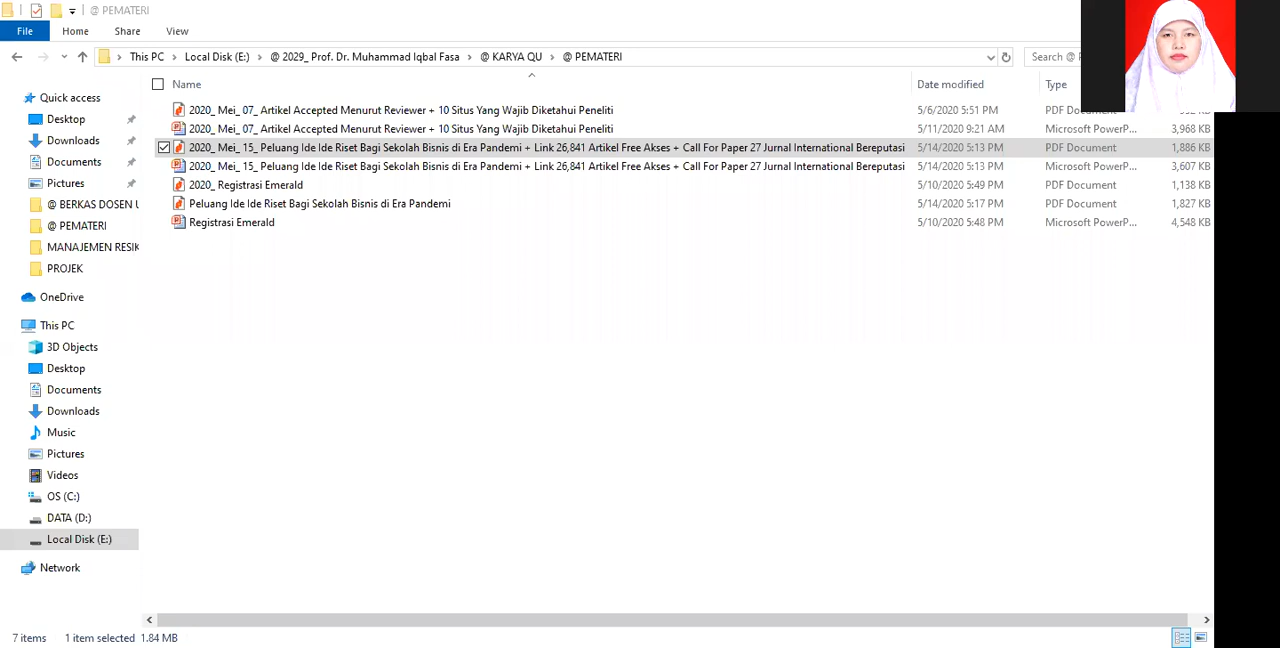 @ PEMATERI
File Home Share View
This PC Local Disk (E:) @ 2029_ Prof. Dr. Muhammad Iqbal Fasa @ KARYA QU @ PEMATERI Search @
Name Date modified Type
2020_ Mei_ 07_ Artikel Accepted Menurut Reviewer + 10 Situs Yang Wajib Diketahui Peneliti 5/6/2020 5:51 PM PDF Document
2020_ Mei_ 07_ Artikel Accepted Menurut Reviewer + 10 Situs Yang Wajib Diketahui Peneliti 5/11/2020 9:21 AM Microsoft PowerP... 3,968 KB
2020_ Mei_ 15_ Peluang Ide Ide Riset Bagi Sekolah Bisnis di Era Pandemi + Link 26,841 Artikel Free Akses + Call For Paper 27 Jurnal International Bereputasi 5/14/2020 5:13 PM PDF Document 1,886 KB
2020_ Mei_ 15_ Peluang Ide Ide Riset Bagi Sekolah Bisnis di Era Pandemi + Link 26,841 Artikel Free Akses + Call For Paper 27 Jurnal International Bereputasi 5/14/2020 5:13 PM Microsoft PowerP... 3,607 KB
2020_ Registrasi Emerald 5/10/2020 5:49 PM PDF Document 1,138 KB
Peluang Ide Ide Riset Bagi Sekolah Bisnis di Era Pandemi 5/14/2020 5:17 PM PDF Document 1,827 KB
Registrasi Emerald 5/10/2020 5:48 PM Microsoft PowerP... 4,548 KB
Quick access
Desktop
Downloads
Documents
Pictures
@ BERKAS DOSEN
@ PEMATERI
MANAJEMEN RESIK
PROJEK
OneDrive
This PC
3D Objects
Desktop
Documents
Downloads
Music
Pictures
Videos
OS (C:)
DATA (D:)
Local Disk (E:)
Network
7 items 1 item selected 1.84 MB